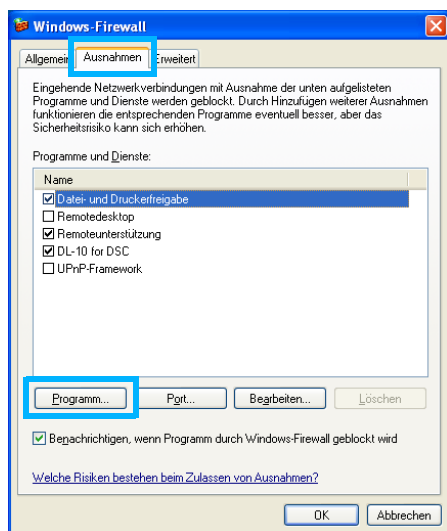 Windows-Firewall
Allgemein Ausnahmen Erweitert
Eingehende Netzwerkverbindungen mit Ausnahme der unten aufgelisteten
Programme und Dienste werden geblockt. Durch Hinzufügen weiterer Ausnahmen
funktionieren die entsprechenden Programme eventuell besser, aber das
Sicherheitsrisiko kann sich erhöhen.
Programme und Dienste:
Name
Datei- und Druckerfreigabe
Remotedesktop
Remoteunterstützung
DL-10 for DSC
UPnP-Framework
Programm... Port... Bearbeiten... Löschen
Benachrichtigen, wenn Programm durch Windows-Firewall geblockt wird
Welche Risiken bestehen beim Zulassen von Ausnahmen?
OK Abbrechen